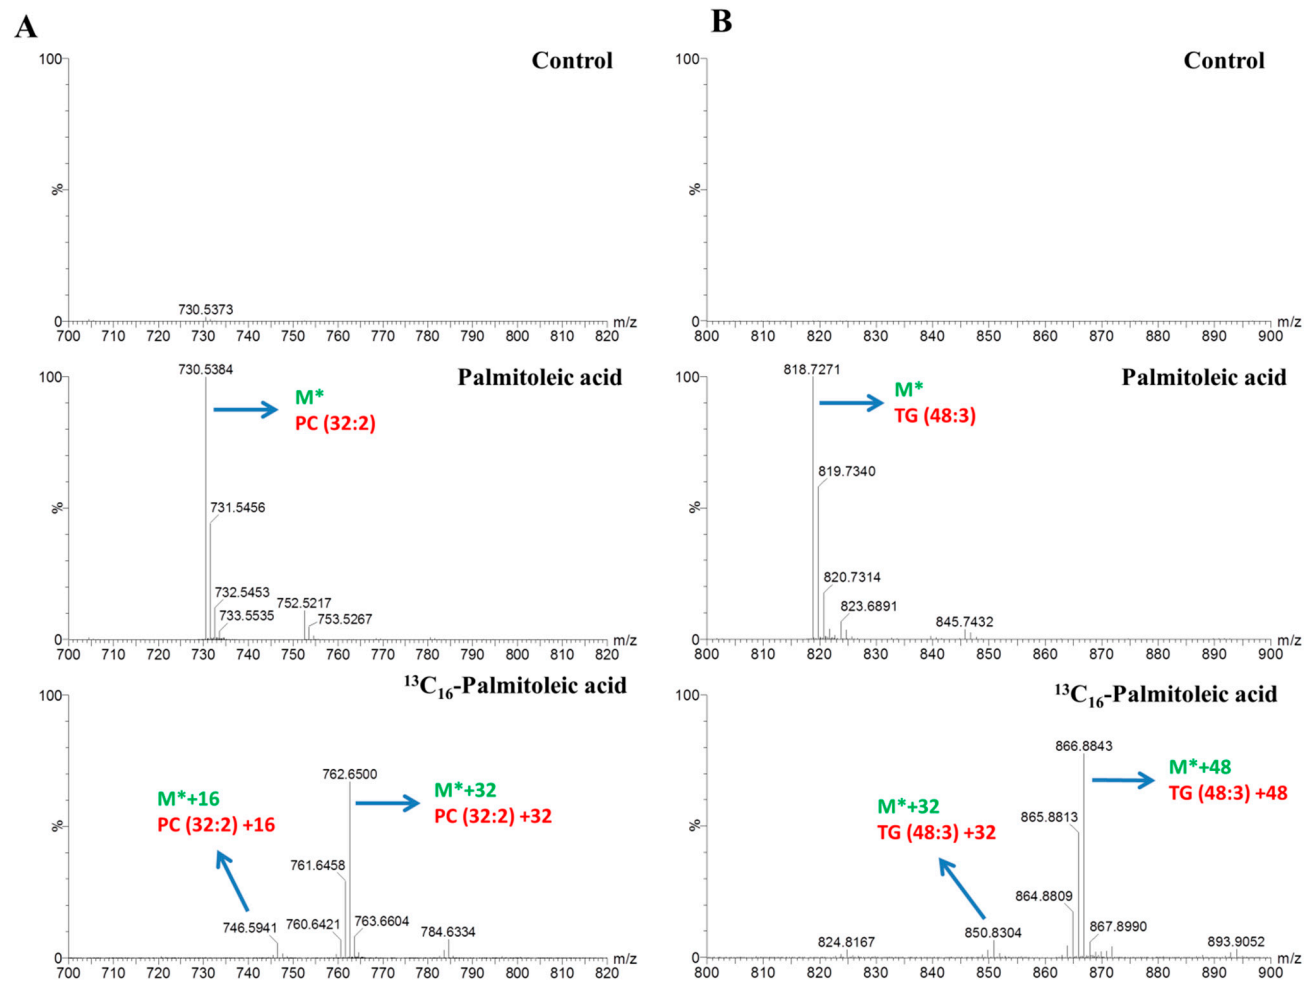 A
Control
100
%
730.5373
0
700 710 720 730 740 750 760 770 780 790 800 810 820 m/z
730.5384
Palmitoleic acid
100
M*
PC (32:2)
%
731.5456
732.5453
733.5535
752.5217
753.5267
0
700 710 720 730 740 750 760 770 780 790 800 810 820 m/z
¹³C₁₆-Palmitoleic acid
100
762.6500
M*+16
PC (32:2) +16
M*+32
PC (32:2) +32
%
761.6458
746.5941
760.6421
763.6604
784.6334
0
700 710 720 730 740 750 760 770 780 790 800 810 820 m/z
B
Control
100
%
0
800 810 820 830 840 850 860 870 880 890 900 m/z
818.7271
Palmitoleic acid
100
M*
TG (48:3)
819.7340
%
820.7314
823.6891
845.7432
0
800 810 820 830 840 850 860 870 880 890 900 m/z
¹³C₁₆-Palmitoleic acid
100
866.8843
M*+48
TG (48:3) +48
M*+32
TG (48:3) +32
865.8813
%
864.8809
867.8990
850.8304
824.8167
893.9052
0
800 810 820 830 840 850 860 870 880 890 900 m/z